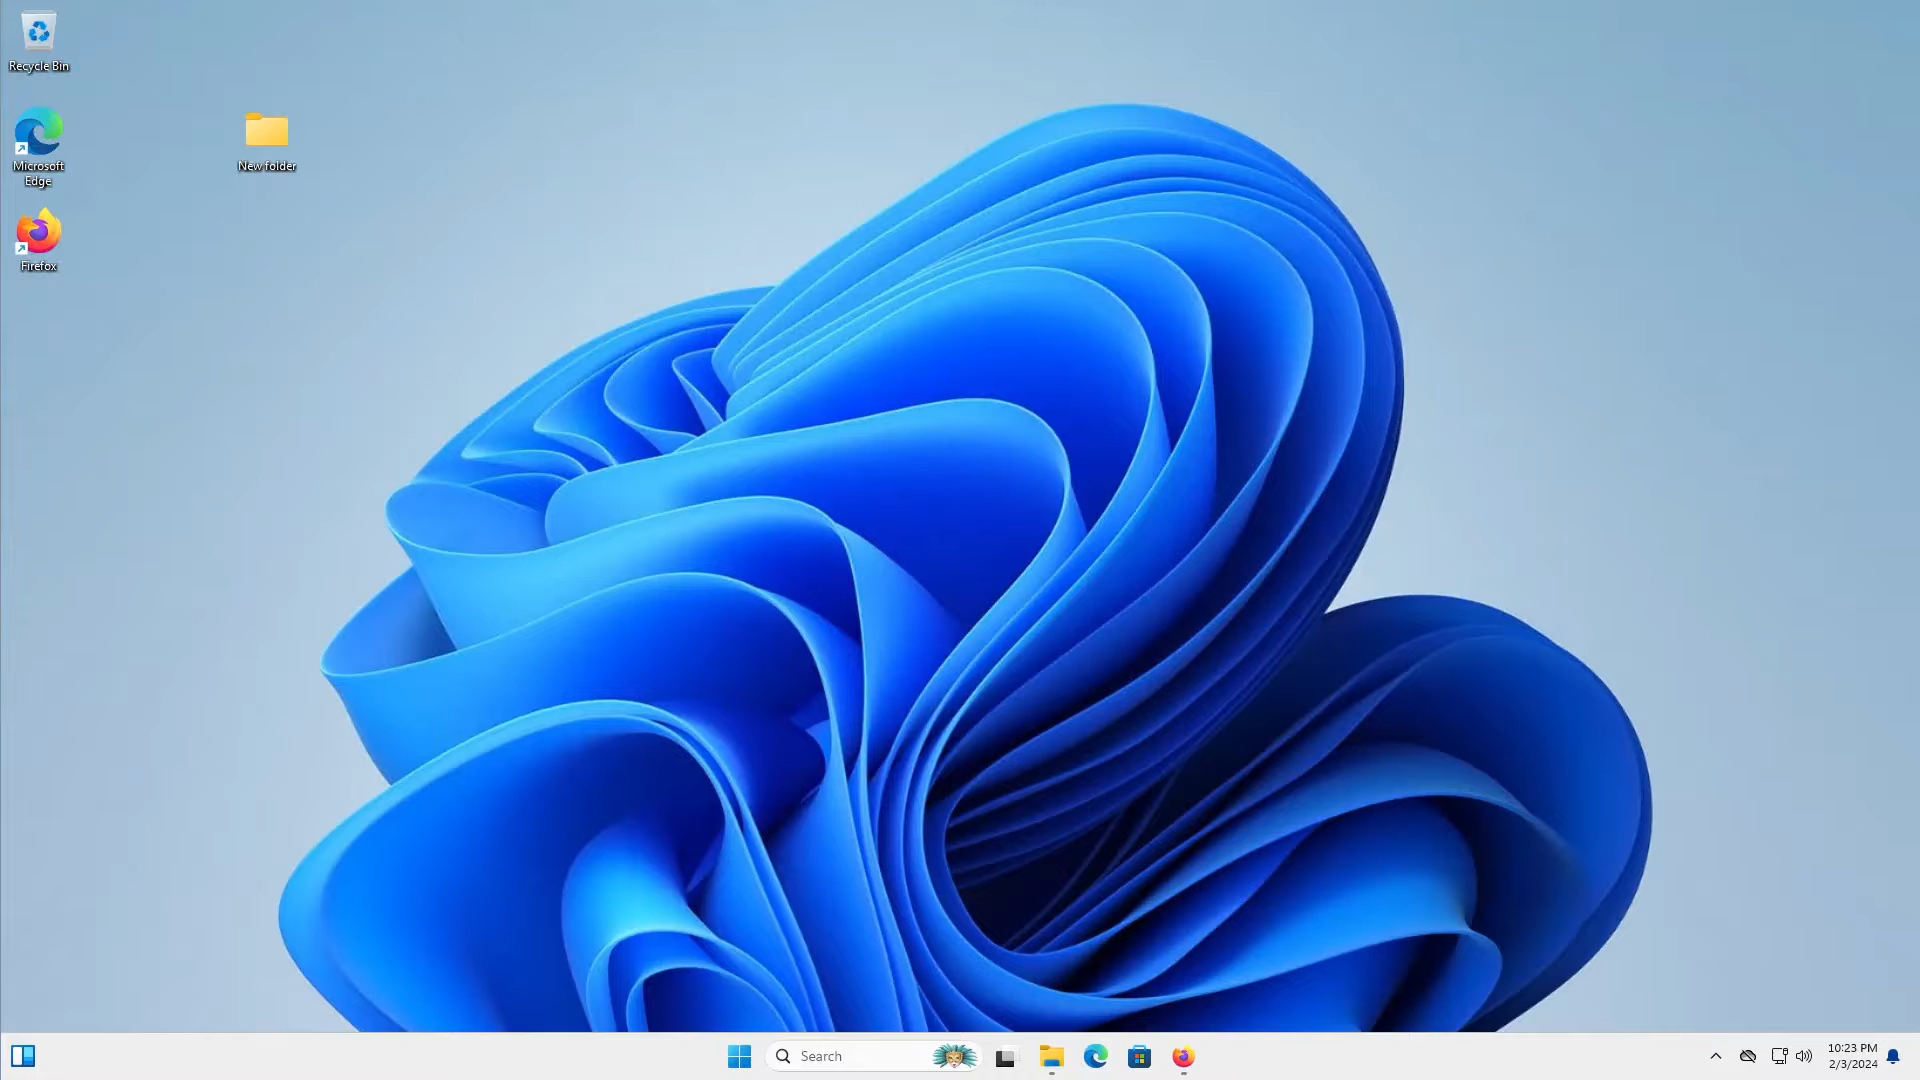 Recycle Bin
Microsoft
Edge
New folder
Firefox
Search
10:23 PM
2/3/2024